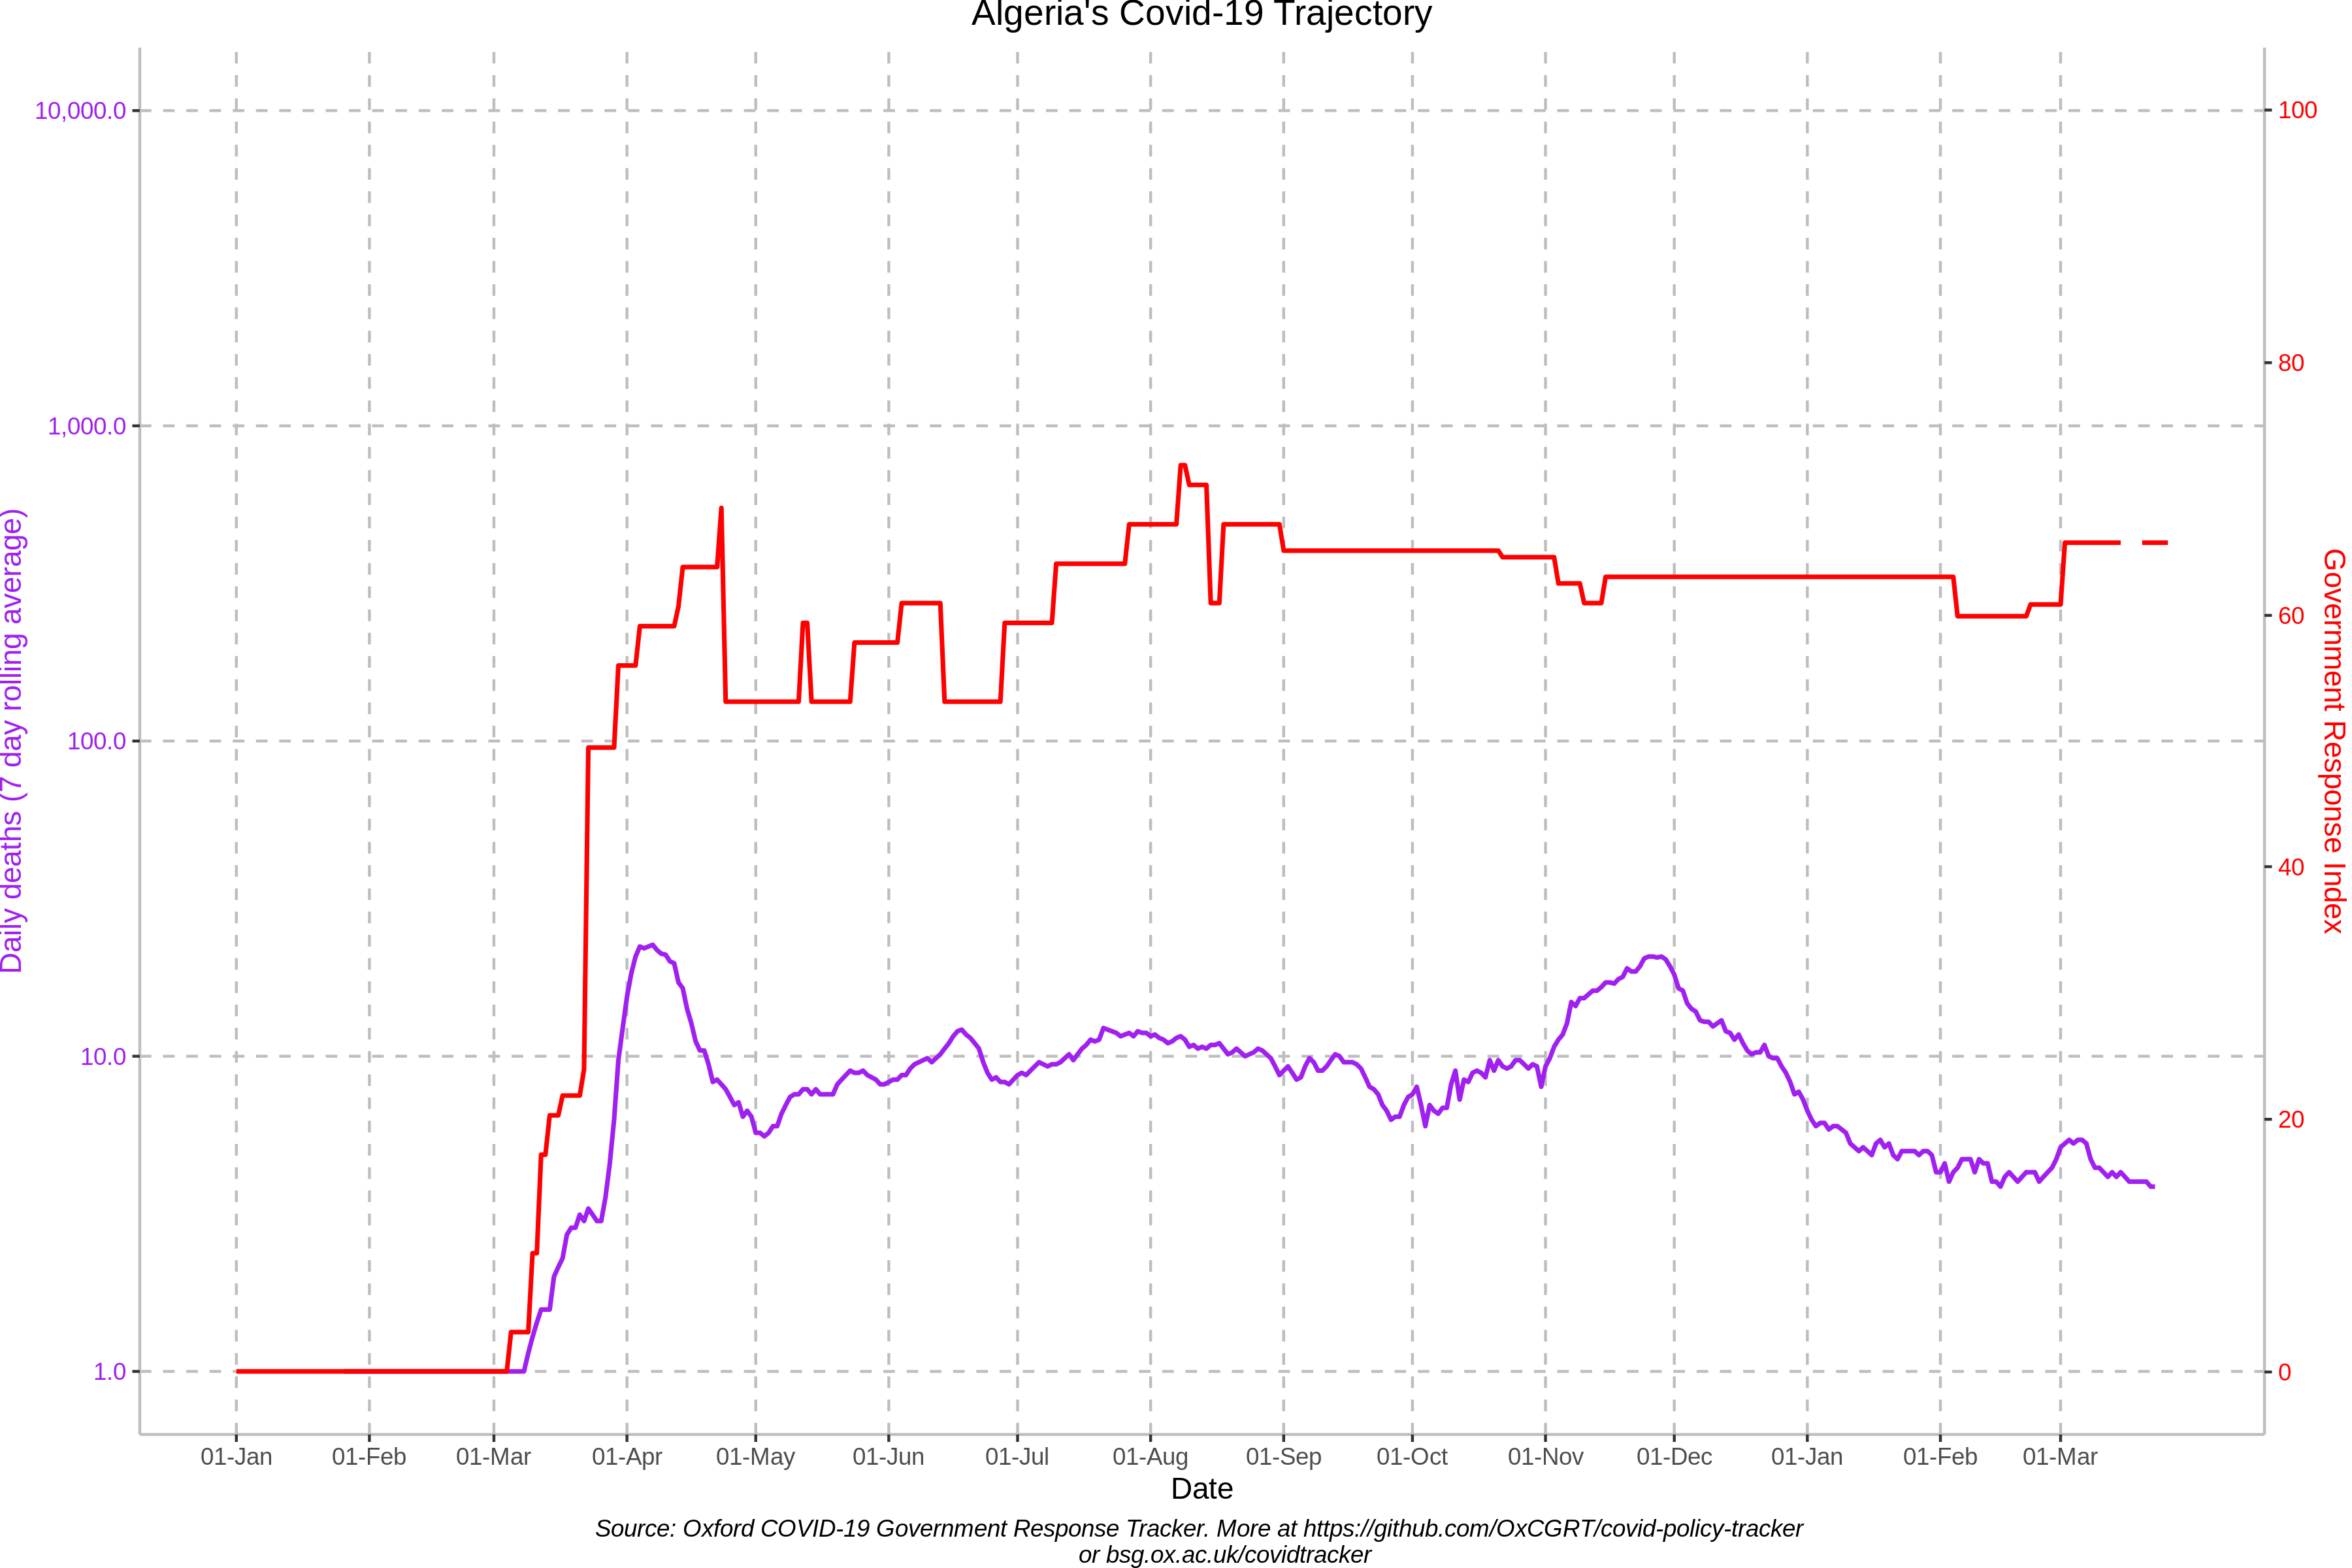 Algeria's Covid-19 Trajectory
10,000.0
1,000.0
100.0
10.0
1.0
Daily deaths (7 day rolling average)
100
80
60
40
20
0
Government Response Index
01-Jan 01-Feb 01-Mar 01-Apr 01-May 01-Jun 01-Jul 01-Aug 01-Sep 01-Oct 01-Nov 01-Dec 01-Jan 01-Feb 01-Mar
Date
Source: Oxford COVID-19 Government Response Tracker. More at https://github.com/OxCGRT/covid-policy-tracker
or bsg.ox.ac.uk/covidtracker